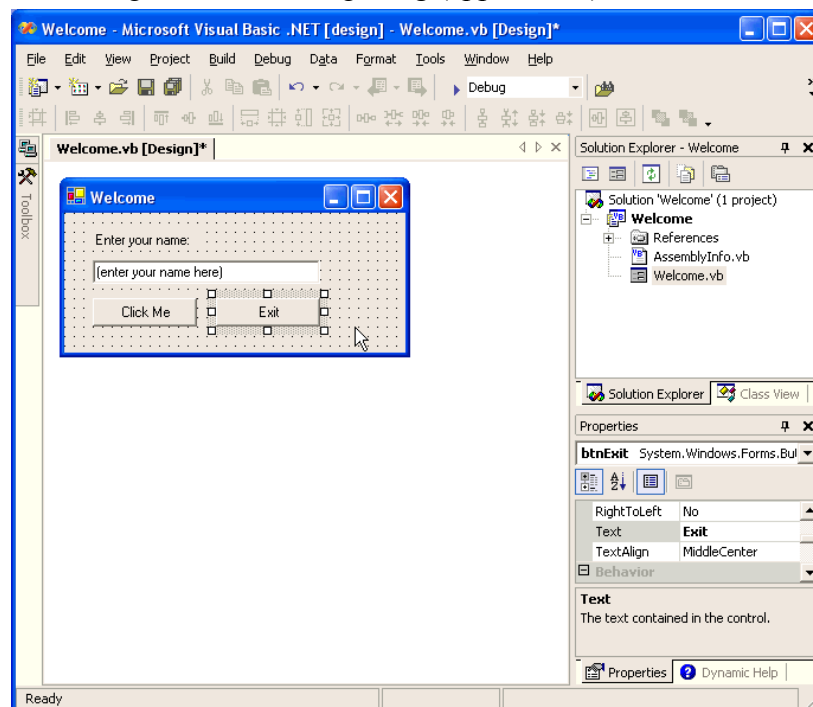 Welcome - Microsoft Visual Basic .NET [design] - Welcome.vb [Design]*
File Edit View Project Build Debug Data Format Tools Window Help
Debug
Welcome.vb [Design]*
Solution Explorer - Welcome
Toolbox
Welcome
Enter your name:
(enter your name here)
Click Me
Exit
Solution 'Welcome' (1 project)
Welcome
References
AssemblyInfo.vb
Welcome.vb
Solution Explorer Class View
Properties
btnExit System.Windows.Forms.But
RightToLeft No
Text Exit
TextAlign MiddleCenter
Behavior
Text
The text contained in the control.
Properties Dynamic Help
Ready